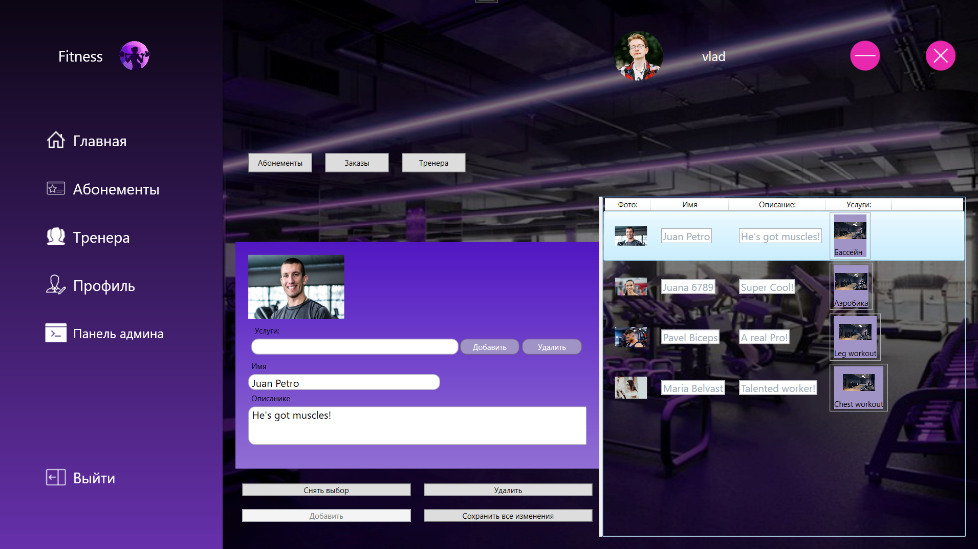 Fitness
vlad
Главная
Абонементы
Тренера
Профиль
Панель админа
Выйти
Абонементы
Заказы
Тренера
Услуги:
Добавить
Удалить
Имя
Juan Petro
Описание
He's got muscles!
Снять выбор
Удалить
Добавить
Сохранить все изменения
Фото:
Имя
Описание:
Услуги:
Juan Petro
He's got muscles!
Бассейн
Juana 6789
Super Cool!
Аэробика
Pavel Biceps
A real Pro!
Leg workout
Maria Belvast
Talented worker!
Chest workout